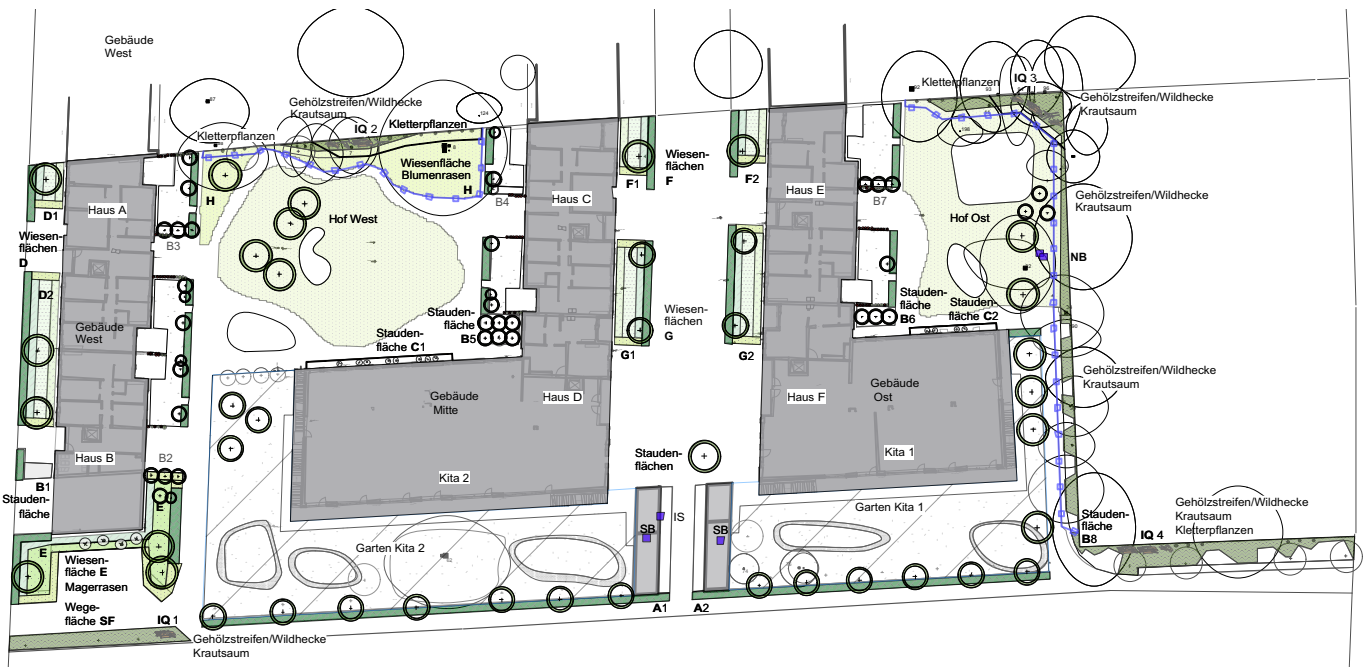 Gebäude
West
Gehölzstreifen/Wildhecke
Krautsaum
IQ 2
Kletterpflanzen
Kletterpflanzen
Wiesenfläche
Blumenrasen
H
H
124
Kletterpflanzen
IQ 3
Gehölzstreifen/Wildhecke
Krautsaum
Haus A
D1
Wiesen-
flächen
D
D2
B3
Hof West
B4
Haus C
F1
Wiesen-
flächen
F
F2
Haus E
B7
Hof Ost
Gehölzstreifen/Wildhecke
Krautsaum
NB
Gebäude
West
Stauden-
fläche C1
Stauden-
fläche
B5
Wiesen-
flächen
G
G1
G2
Stauden-
fläche
B6
Stauden-
fläche C2
Gehölzstreifen/Wildhecke
Krautsaum
Gebäude
Mitte
Haus D
Haus F
Gebäude
Ost
Haus B
B2
Kita 2
Stauden-
flächen
Kita 1
B1
Stauden-
fläche
E
E
Wiesen-
fläche E
Magerrasen
Wege-
fläche SF
IQ 1
Garten Kita 2
SB
IS
SB
Garten Kita 1
Stauden-
fläche
B8
Gehölzstreifen/Wildhecke
Krautsaum
Kletterpflanzen
IQ 4
A1
A2
Gehölzstreifen/Wildhecke
Krautsaum